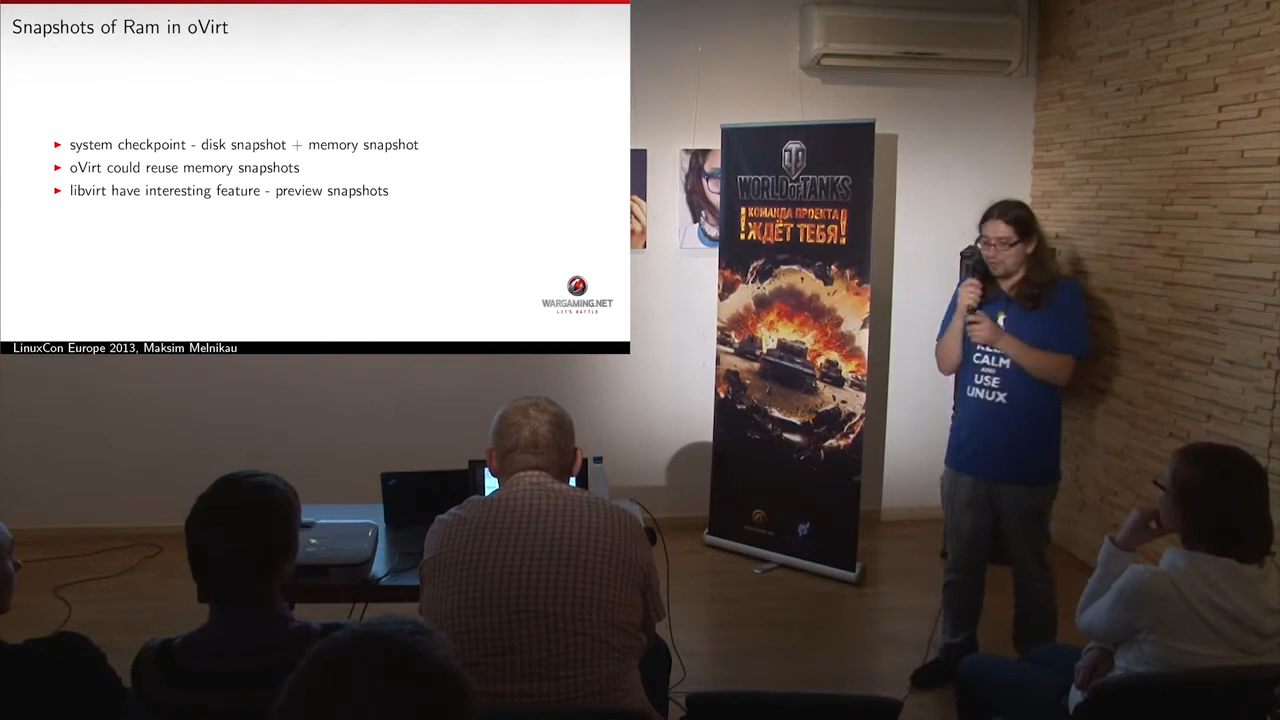 Snapshots of Ram in oVirt
system checkpoint - disk snapshot + memory snapshot
oVirt could reuse memory snapshots
libvirt have interesting feature - preview snapshots
WARGAMING.NET
LET'S BATTLE
LinuxCon Europe 2013, Maksim Melnikau
WORLD OF TANKS
КОМАНДА ПРОЕКТА
ЖДЁТ ТЕБЯ!
KEEP
CALM
AND
USE
LINUX